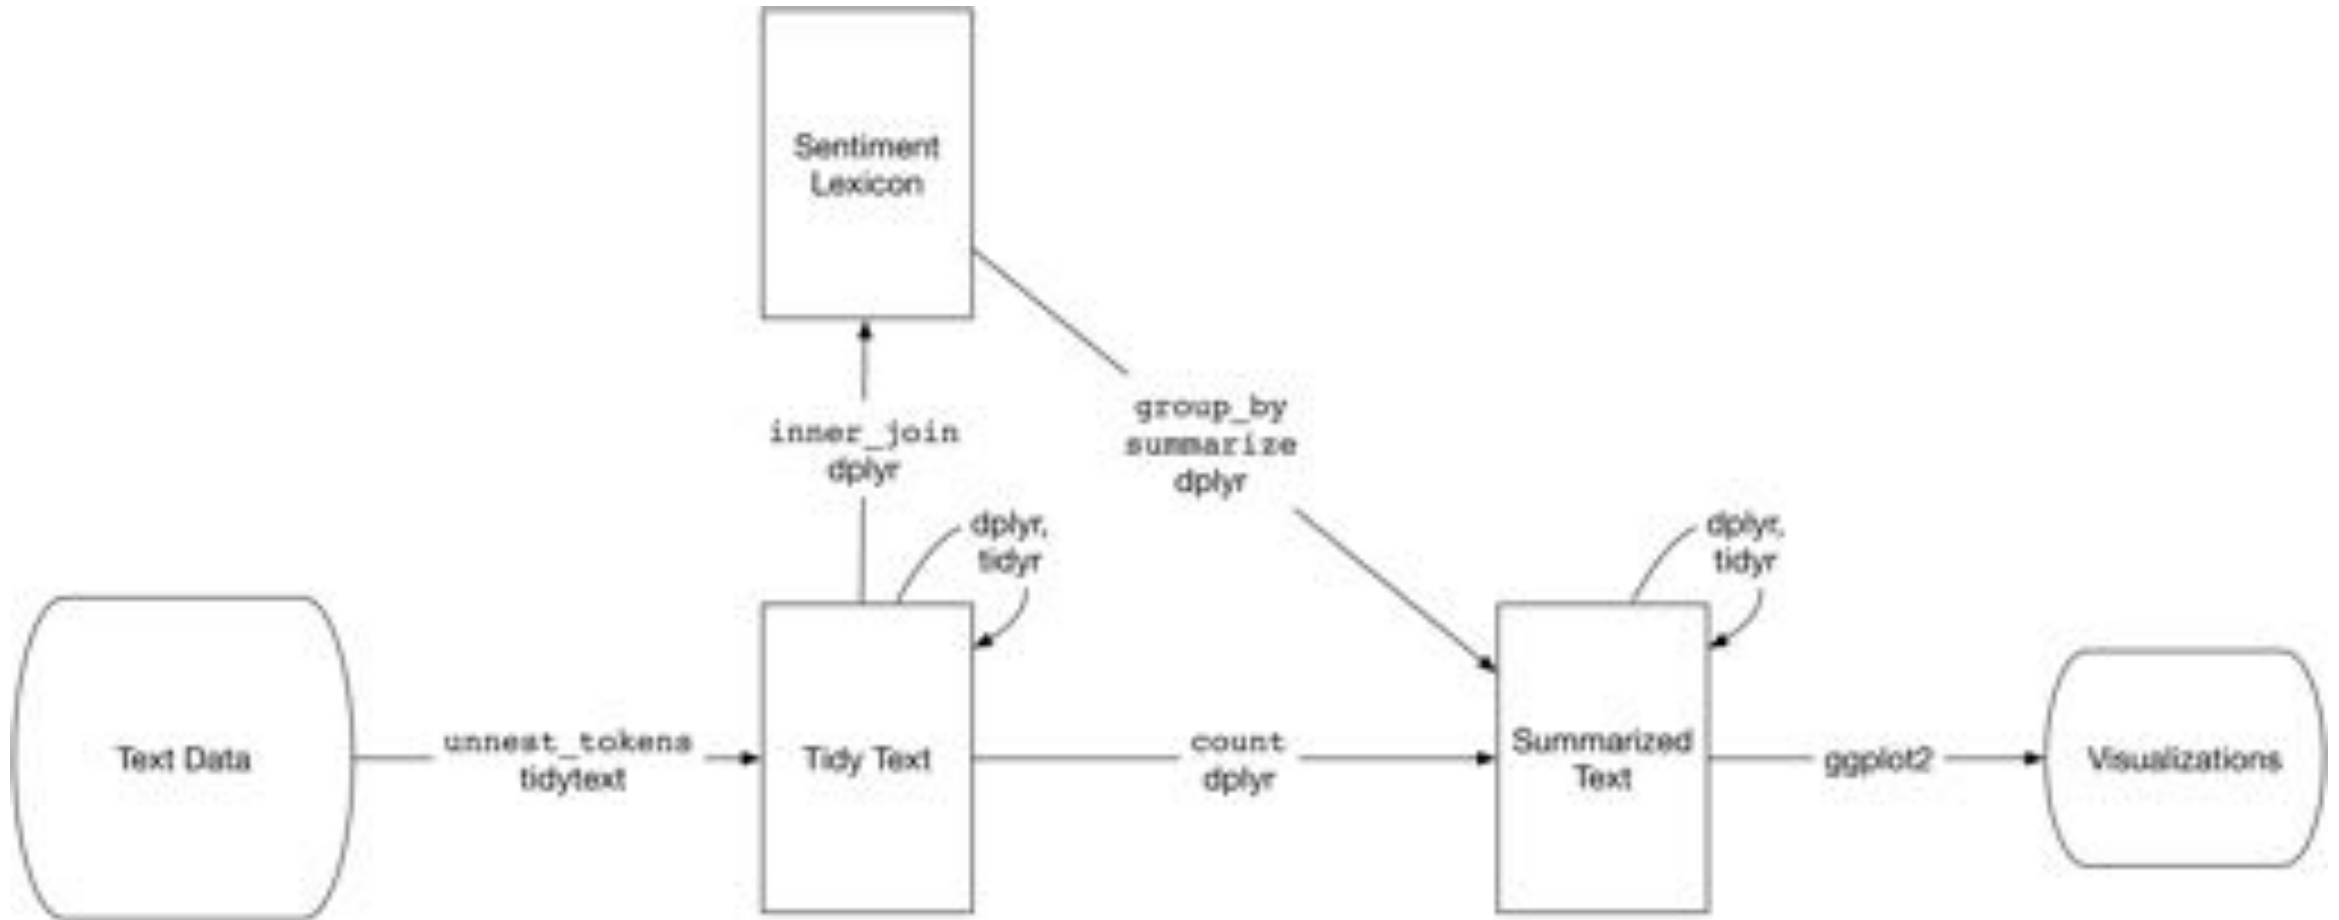 Sentiment
Lexicon
inner_join
dplyr
group_by
summarize
dplyr
dplyr,
tidyr
dplyr,
tidyr
Text Data
unnest_tokens
tidytext
Tidy Text
count
dplyr
Summarized
Text
ggplot2
Visualizations